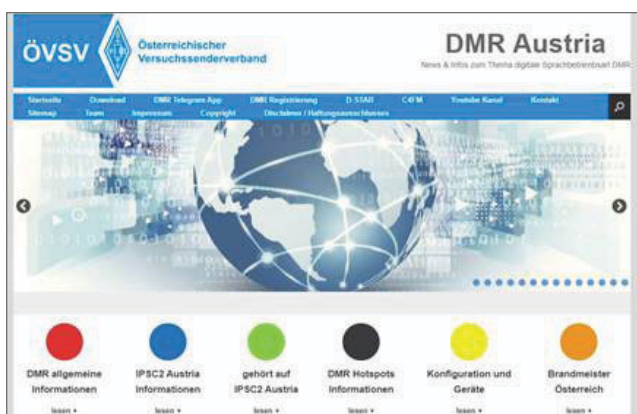 ÖVSV
Österreichischer
Versuchssenderverband
DMR Austria
News & Infos zum Thema digitale Sprachbetriebsart DMR
Startseite Download DMR Telegram App DMR Registrierung D-STAR C4FM Youtube Kanal Kontakt
Sitemap Team Impressum Copyright Disclaimer / Haftungsausschlusses
DMR allgemeine
Informationen
lesen
IPSC2 Austria
Informationen
lesen
gehört auf
IPSC2 Austria
lesen
DMR Hotspots
Informationen
lesen
Konfiguration und
Geräte
lesen
Brandmeister
Österreich
lesen